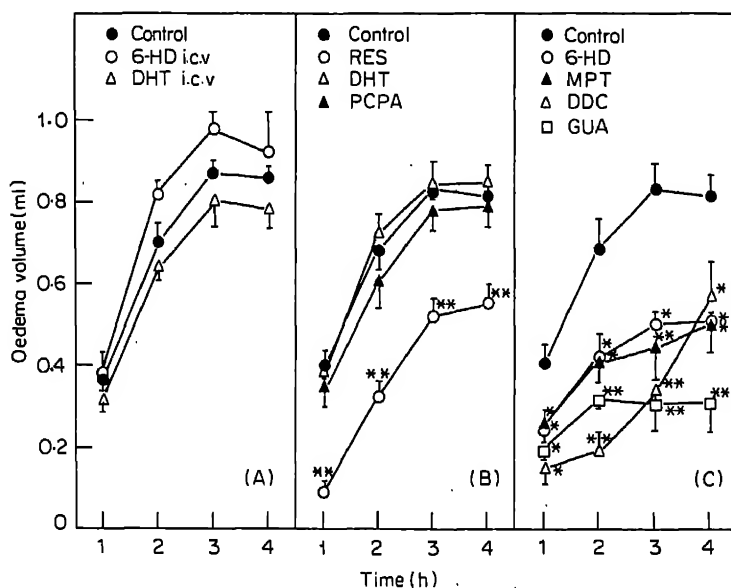 Control
6-HD i.c.v
DHT i.c.v
Control
RES
DHT
PCPA
Control
6-HD
MPT
DDC
GUA
Oedema volume (ml)
1.0
0.8
0.6
0.4
0.2
0
**
**
**
**
*
*
*
*
*
*
**
**
*
**
**
*
**
*
*
(A)
(B)
(C)
1 2 3 4
1 2 3 4
1 2 3 4
Time (h)